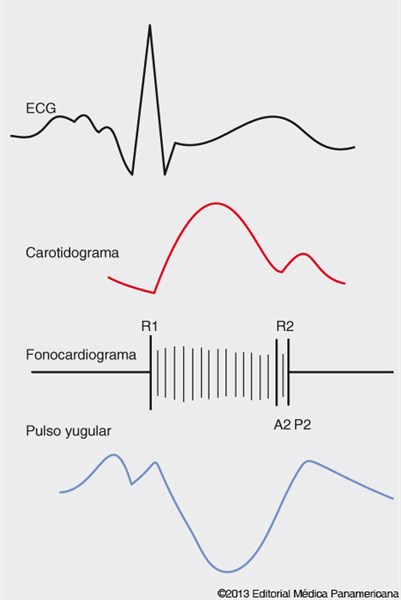 ECG
Carotidograma
R1 R2
Fonocardiograma
A2 P2
Pulso yugular
©2013 Editorial Médica Panamericana